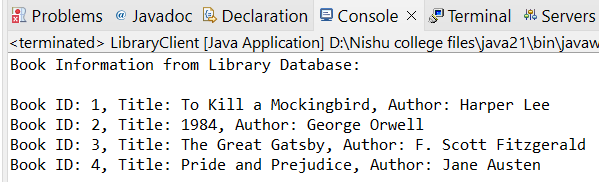 Problems @ Javadoc Declaration Console × Terminal Servers
<terminated> LibraryClient [Java Application] D:\Nishu college files\java21\bin\javaw
Book Information from Library Database:
Book ID: 1, Title: To Kill a Mockingbird, Author: Harper Lee
Book ID: 2, Title: 1984, Author: George Orwell
Book ID: 3, Title: The Great Gatsby, Author: F. Scott Fitzgerald
Book ID: 4, Title: Pride and Prejudice, Author: Jane Austen